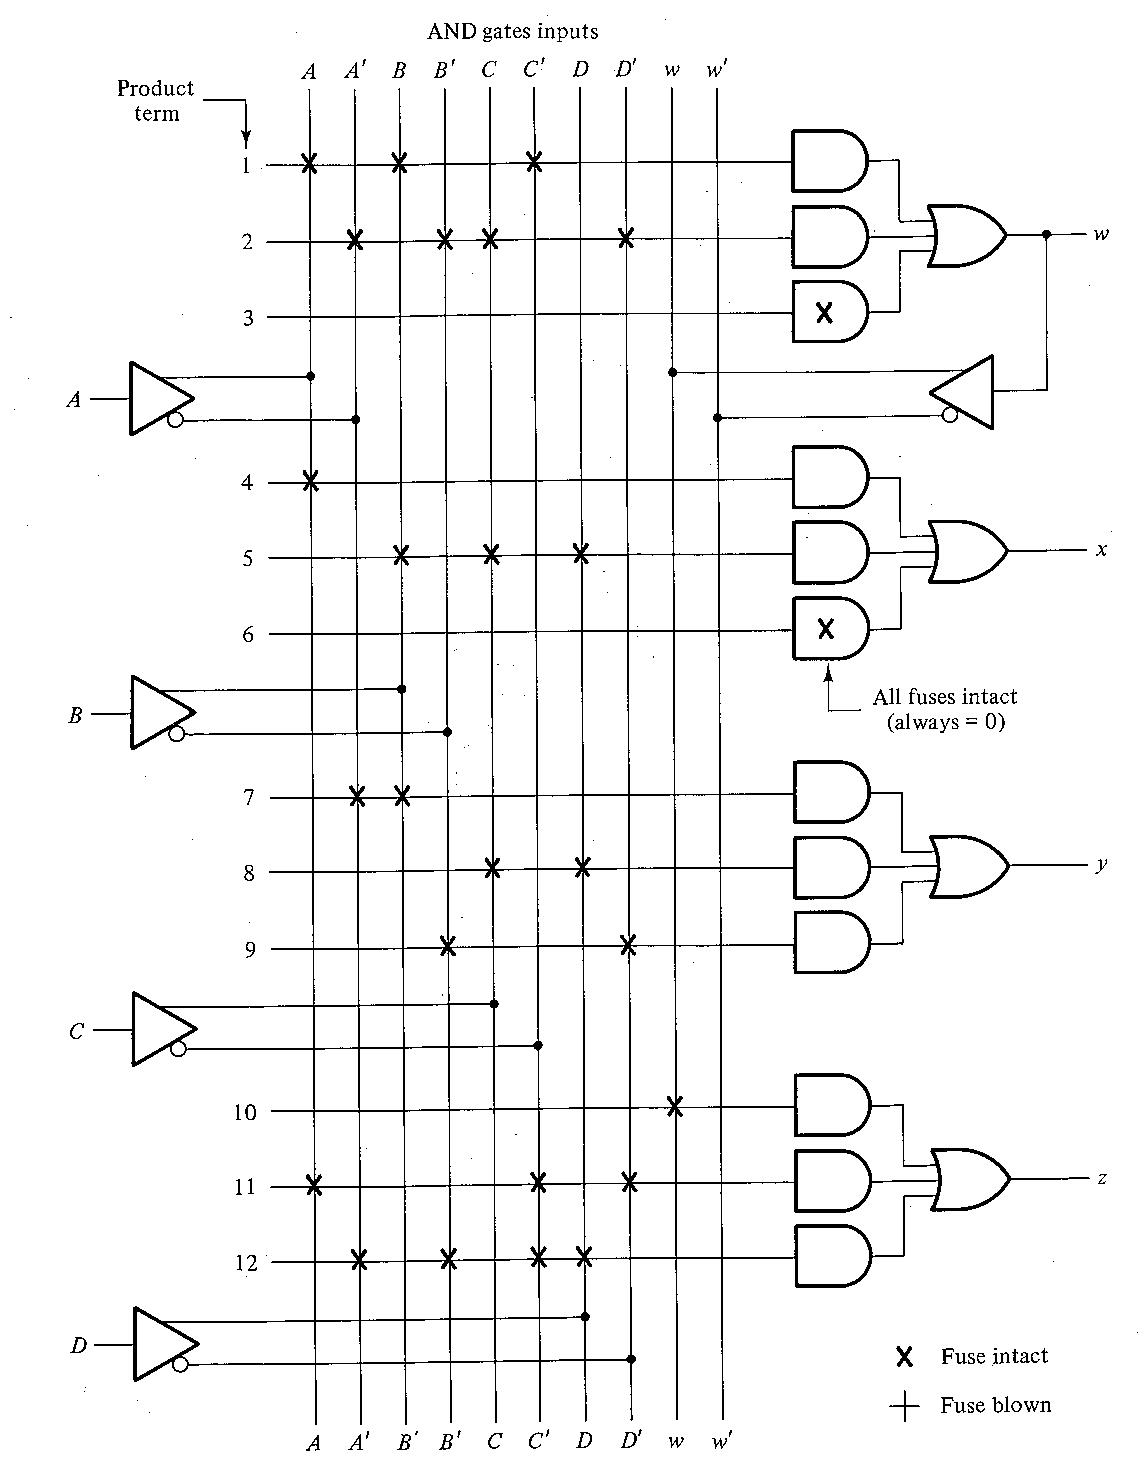 AND gates inputs
A A' B B' C C' D D' w w'
Product
term
1
2
w
3
A
4
5
x
6
All fuses intact
(always = 0)
B
7
8
y
9
C
10
11
z
12
D
X Fuse intact
+ Fuse blown
A A' B' B' C C' D D' w w'